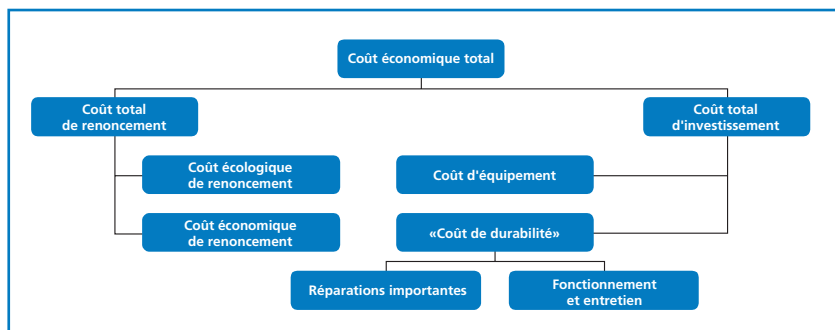 Coût économique total
Coût total
de renoncement
Coût total
d'investissement
Coût écologique
de renoncement
Coût d'équipement
Coût économique
de renoncement
«Coût de durabilité»
Réparations importantes
Fonctionnement
et entretien